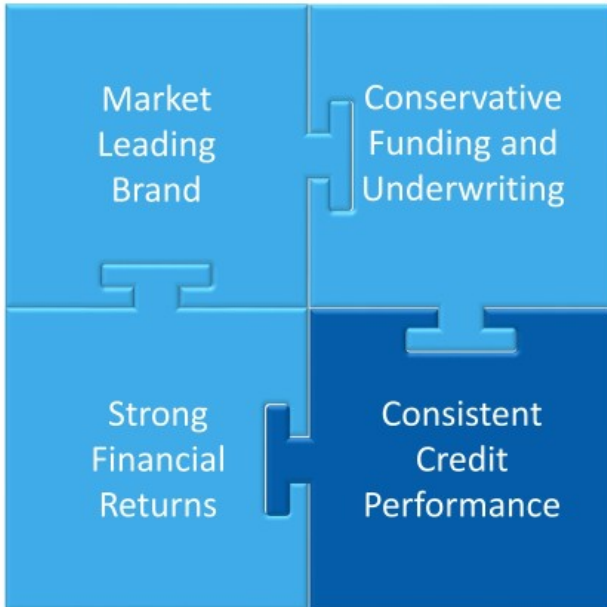 Market
Leading
Brand
Conservative
Funding and
Underwriting
Strong
Financial
Returns
Consistent
Credit
Performance